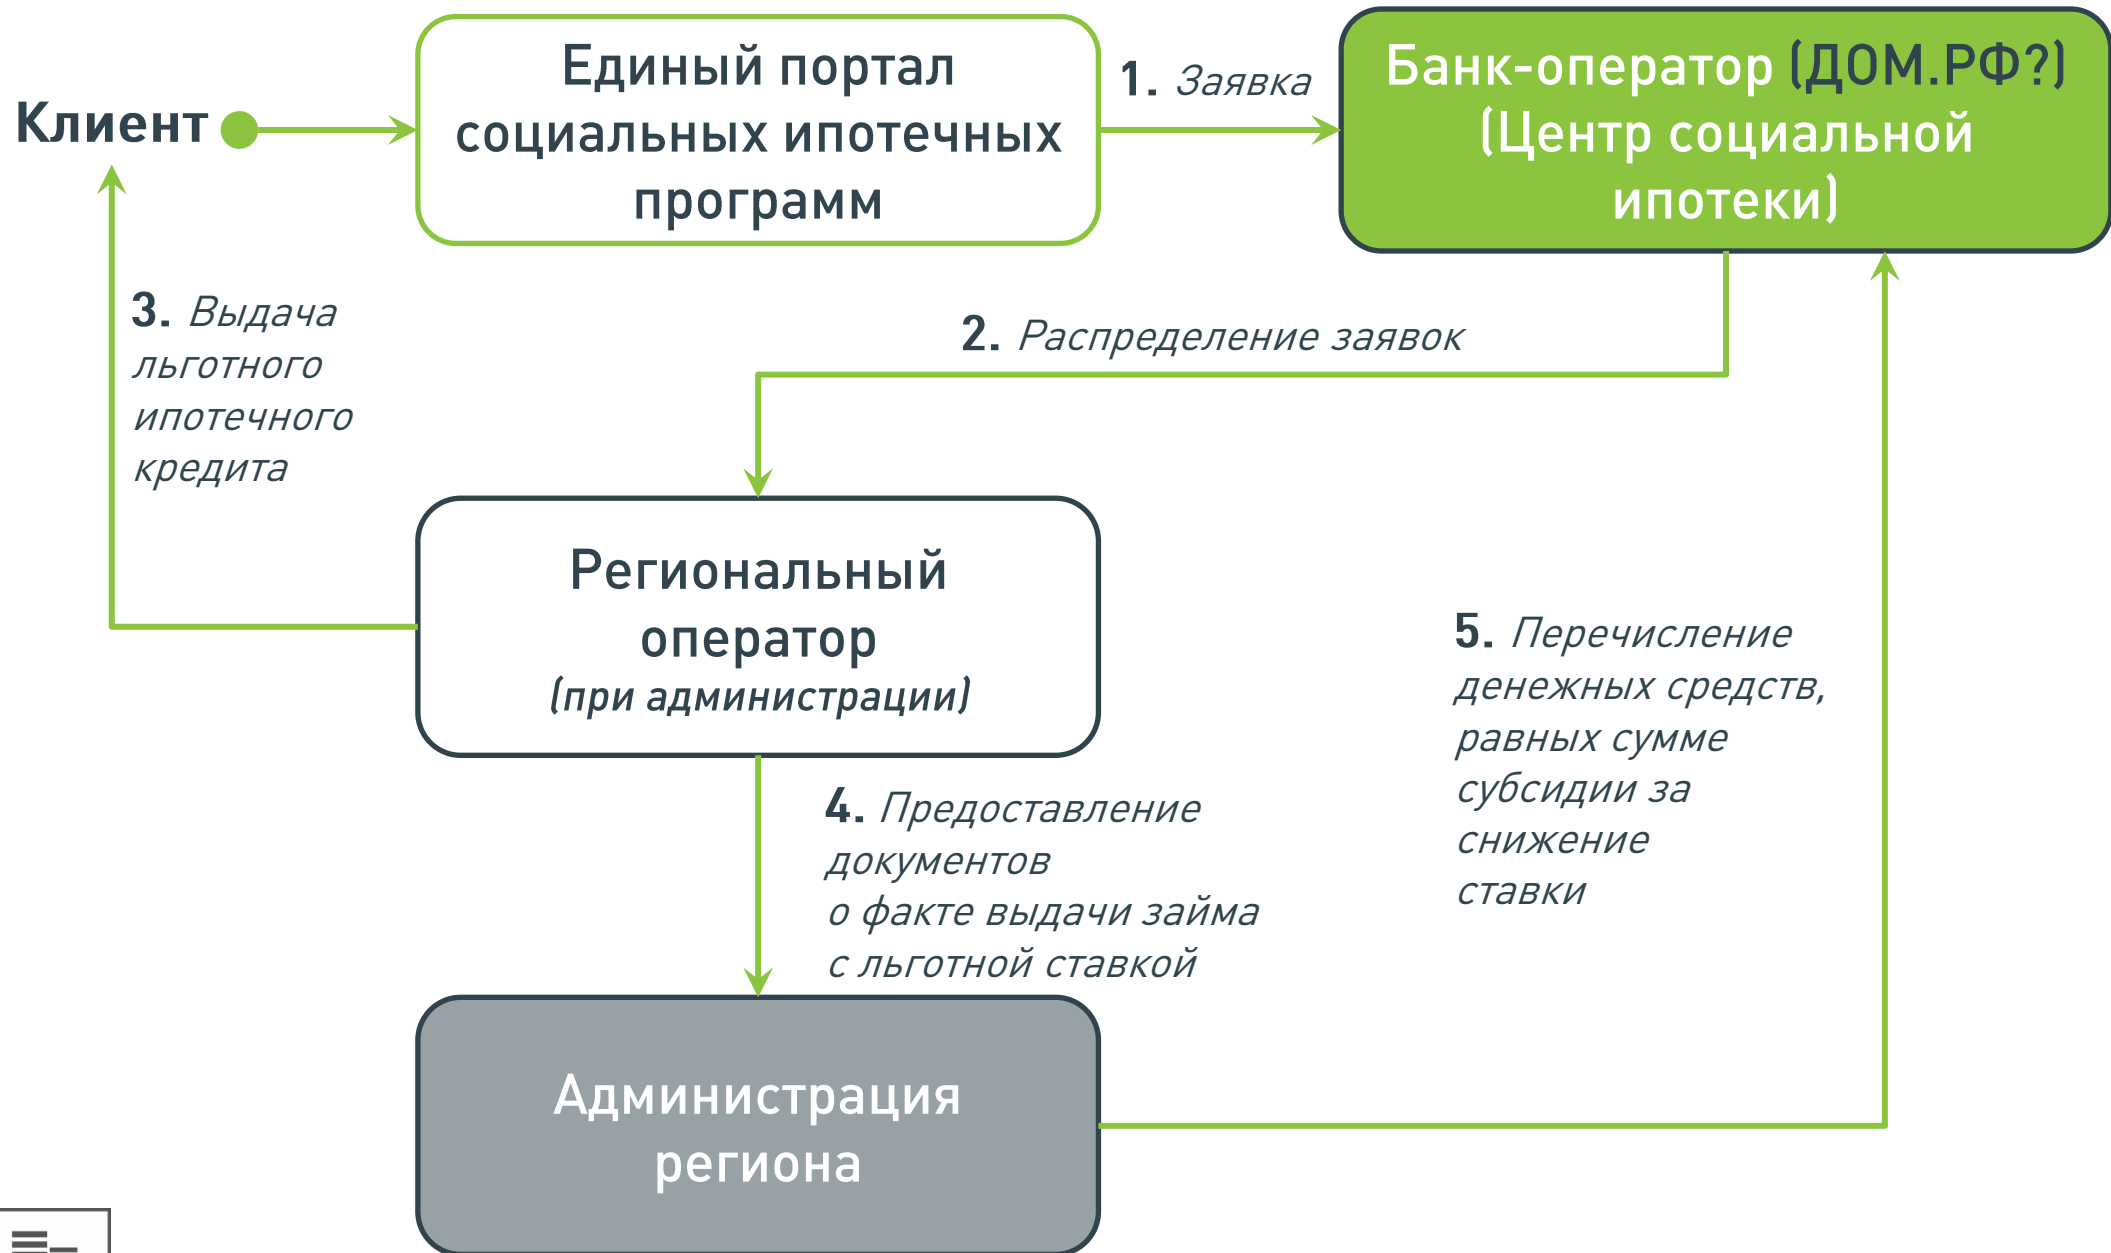 Клиент
Единый портал
социальных ипотечных
программ
1. Заявка
Банк-оператор (ДОМ.РФ?)
(Центр социальной
ипотеки)
3. Выдача
льготного
ипотечного
кредита
2. Распределение заявок
Региональный
оператор
(при администрации)
5. Перечисление
денежных средств,
равных сумме
субсидии за
снижение
ставки
4. Предоставление
документов
о факте выдачи займа
с льготной ставкой
Администрация
региона